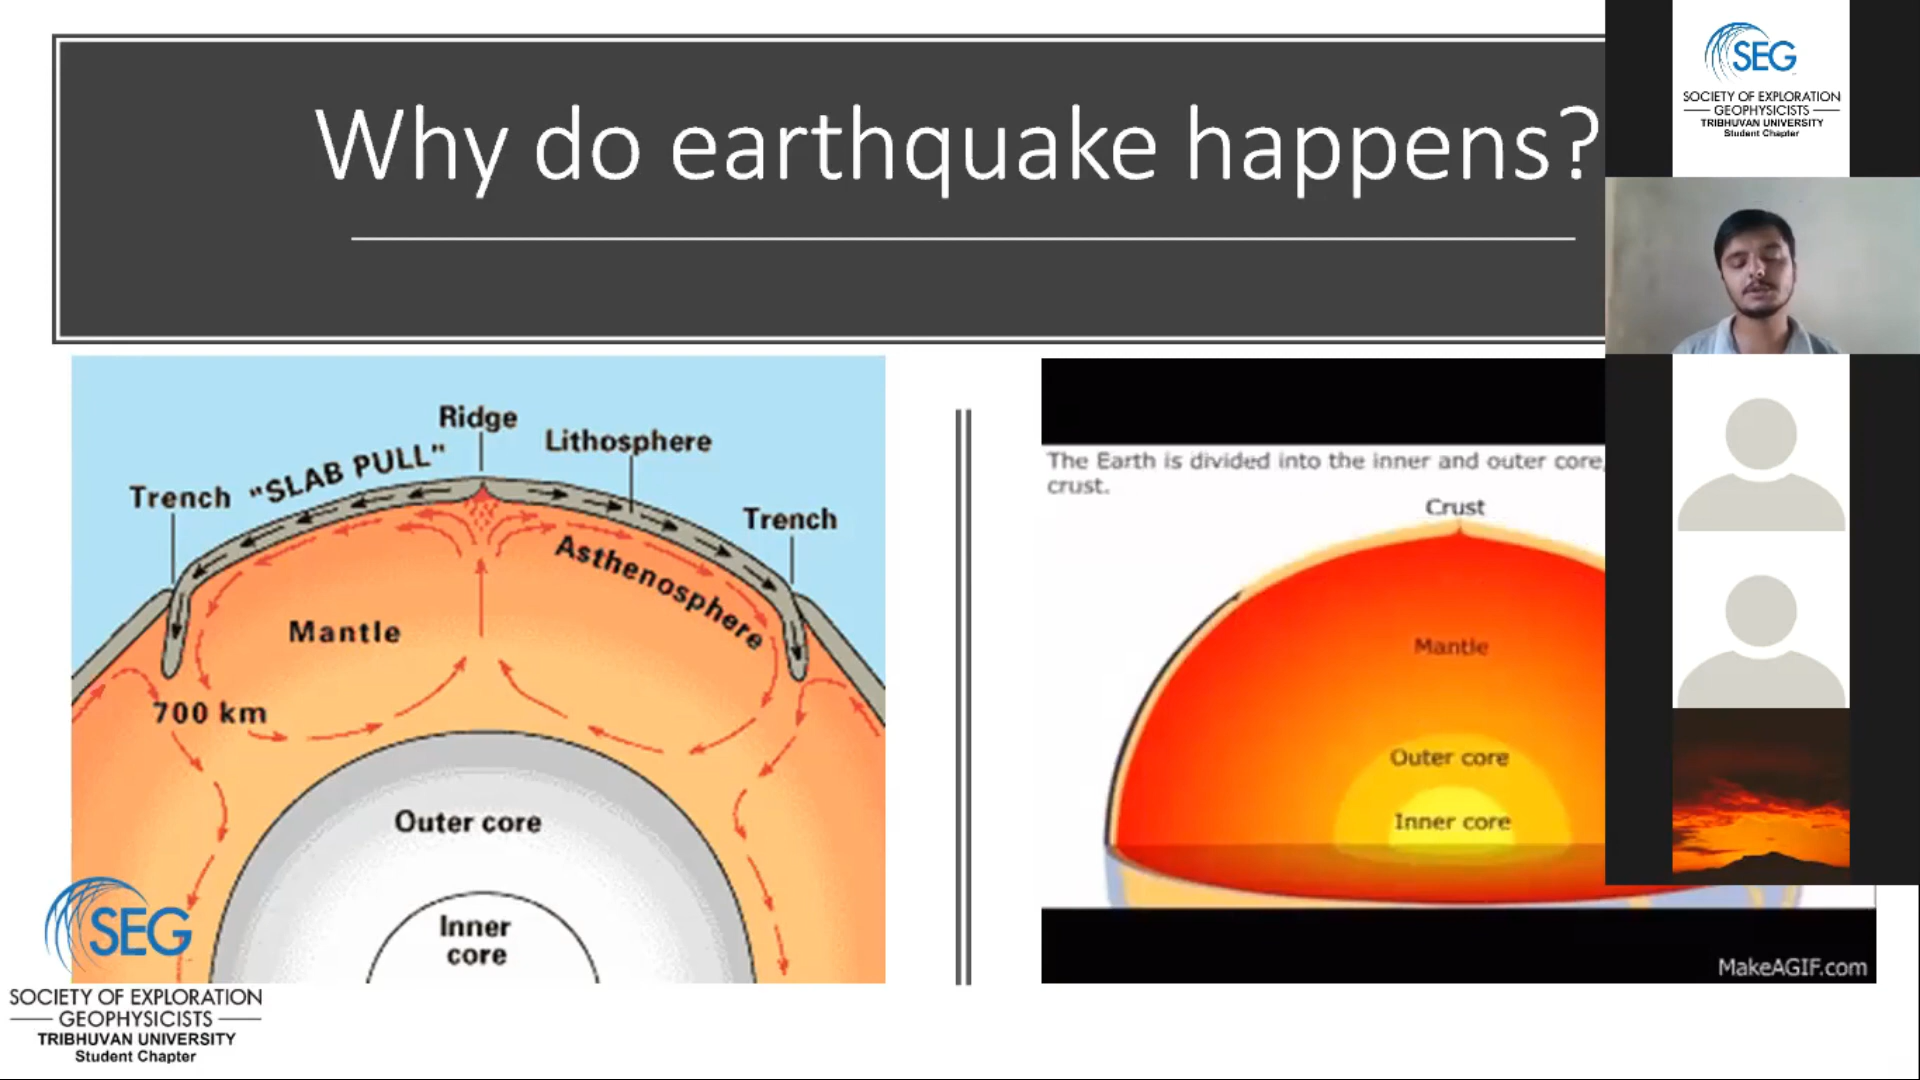 Why do earthquake happens?
Ridge
Lithosphere
"SLAB PULL"
Trench
Trench
Asthenosphere
Mantle
700 km
Outer core
Inner
core
SEG
SOCIETY OF EXPLORATION
GEOPHYSICISTS
TRIBHUVAN UNIVERSITY
Student Chapter
The Earth is divided into the inner and outer core,
crust.
Crust
Mantle
Outer core
Inner core
MakeAGIF.com
SEG
SOCIETY OF EXPLORATION
GEOPHYSICISTS
TRIBHUVAN UNIVERSITY
Student Chapter